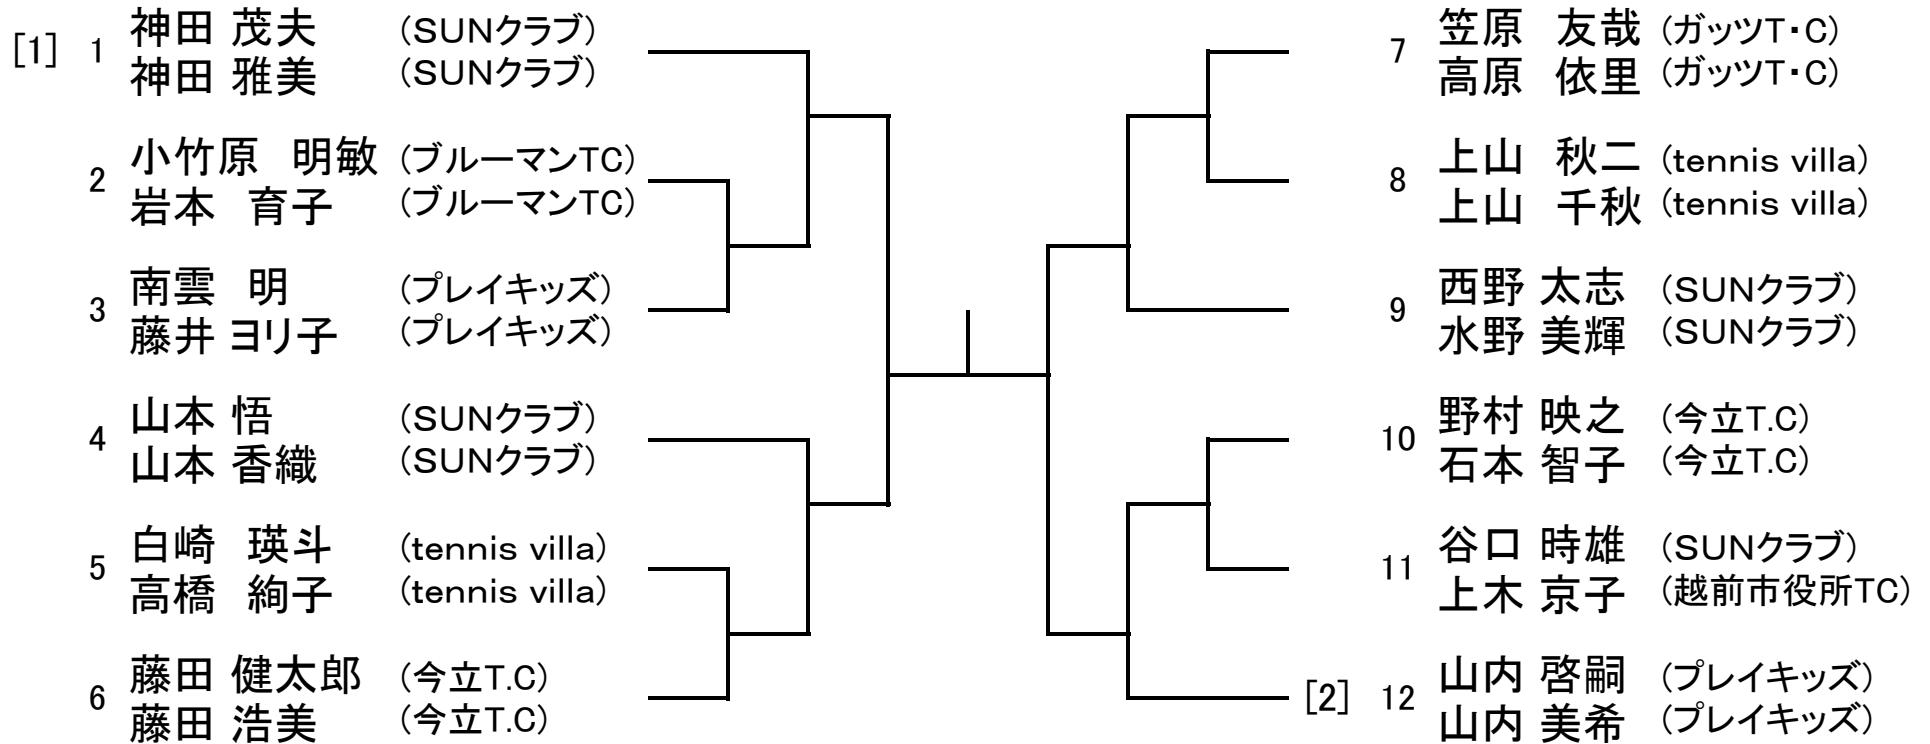 [1] 1 神田 茂夫 (SUNクラブ)
神田 雅美 (SUNクラブ)
2 小竹原 明敏 (ブルーマンTC)
岩本 育子 (ブルーマンTC)
3 南雲 明 (プレイキッズ)
藤井 ヨリ子 (プレイキッズ)
4 山本 悟 (SUNクラブ)
山本 香織 (SUNクラブ)
5 白崎 瑛斗 (tennis villa)
高橋 絢子 (tennis villa)
6 藤田 健太郎 (今立T.C)
藤田 浩美 (今立T.C)
7 笠原 友哉 (ガッツT・C)
高原 依里 (ガッツT・C)
8 上山 秋二 (tennis villa)
上山 千秋 (tennis villa)
9 西野 太志 (SUNクラブ)
水野 美輝 (SUNクラブ)
10 野村 映之 (今立T.C)
石本 智子 (今立T.C)
11 谷口 時雄 (SUNクラブ)
上木 京子 (越前市役所TC)
[2] 12 山内 啓嗣 (プレイキッズ)
山内 美希 (プレイキッズ)